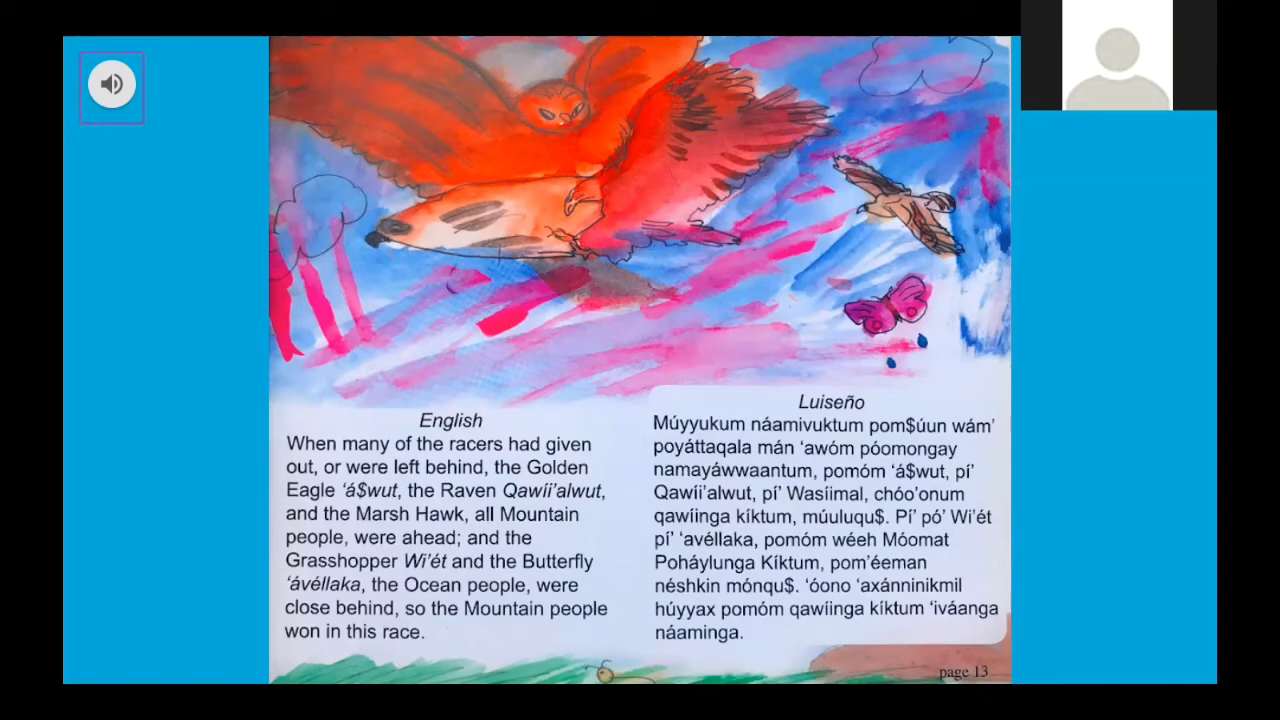 English
When many of the racers had given
out, or were left behind, the Golden
Eagle ‘á$wut, the Raven Qawíi’alwut,
and the Marsh Hawk, all Mountain
people, were ahead; and the
Grasshopper Wi’ét and the Butterfly
‘ávéllaka, the Ocean people, were
close behind, so the Mountain people
won in this race.
Luiseño
Múyyukum náamivuktum pom$úun wám’
poyáttaqala mán ‘awóm póomongay
namayáwwaantum, pomóm ‘á$wut, pí’
Qawíi’alwut, pí’ Wasíimal, chóo’onum
qawíinga kíktum, múuluqu$. Pí’ pó’ Wi’ét
pí’ ‘avéllaka, pomóm wéeh Móomat
Poháylunga Kíktum, pom’éeman
néshkin mónqu$. ‘óono ‘axánninikmil
húyyax pomóm qawíinga kíktum ‘iváanga
náaminga.
page 13